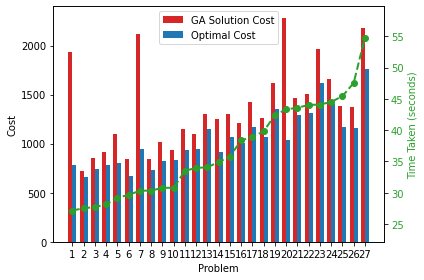 GA Solution Cost
Optimal Cost
2000
1500
1000
500
0
Cost
55
50
45
40
35
30
25
Time Taken (seconds)
1 2 3 4 5 6 7 8 9 10 11 12 13 14 15 16 17 18 19 20 21 22 23 24 25 26 27
Problem